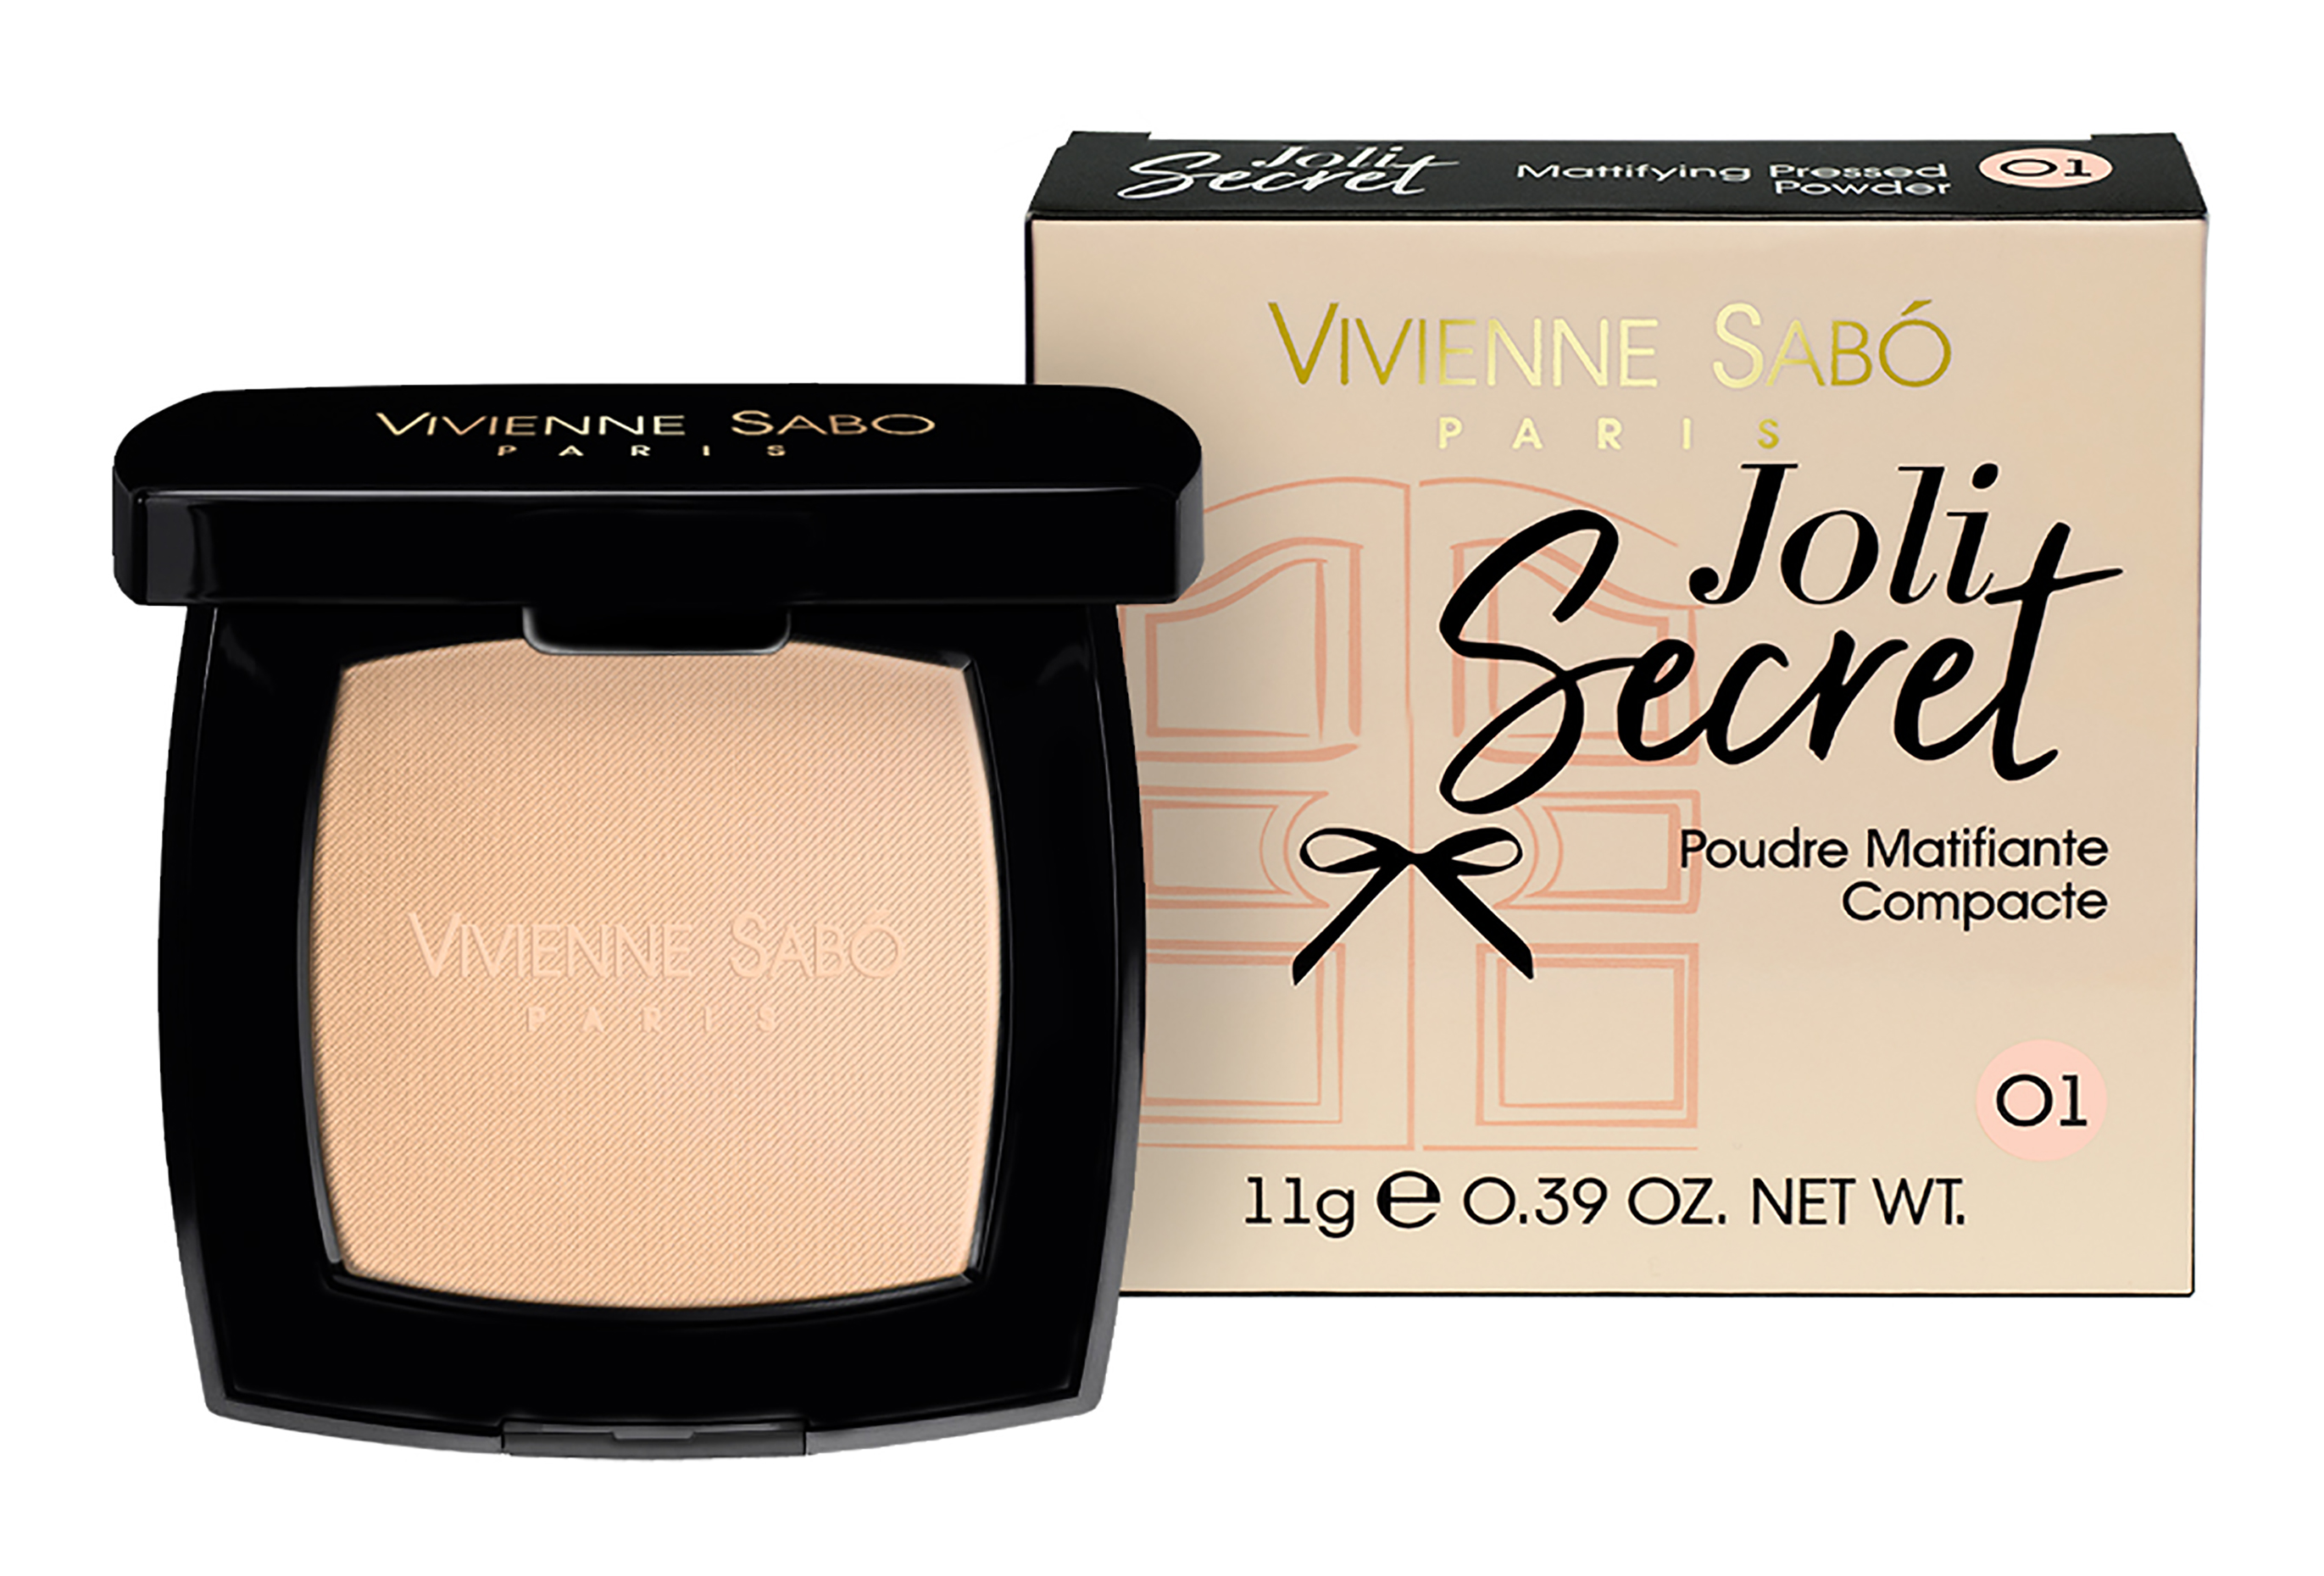 VIVIENNE SABO
PARIS
VIVIENNE SABÓ
PARIS
Joli
Secret
Mattifying Pressed
Powder
01
VIVIENNE SABÓ
PARIS
Joli
Secret
Poudre Matifiante
Compacte
01
11g ℮ 0.39 OZ. NET WT.